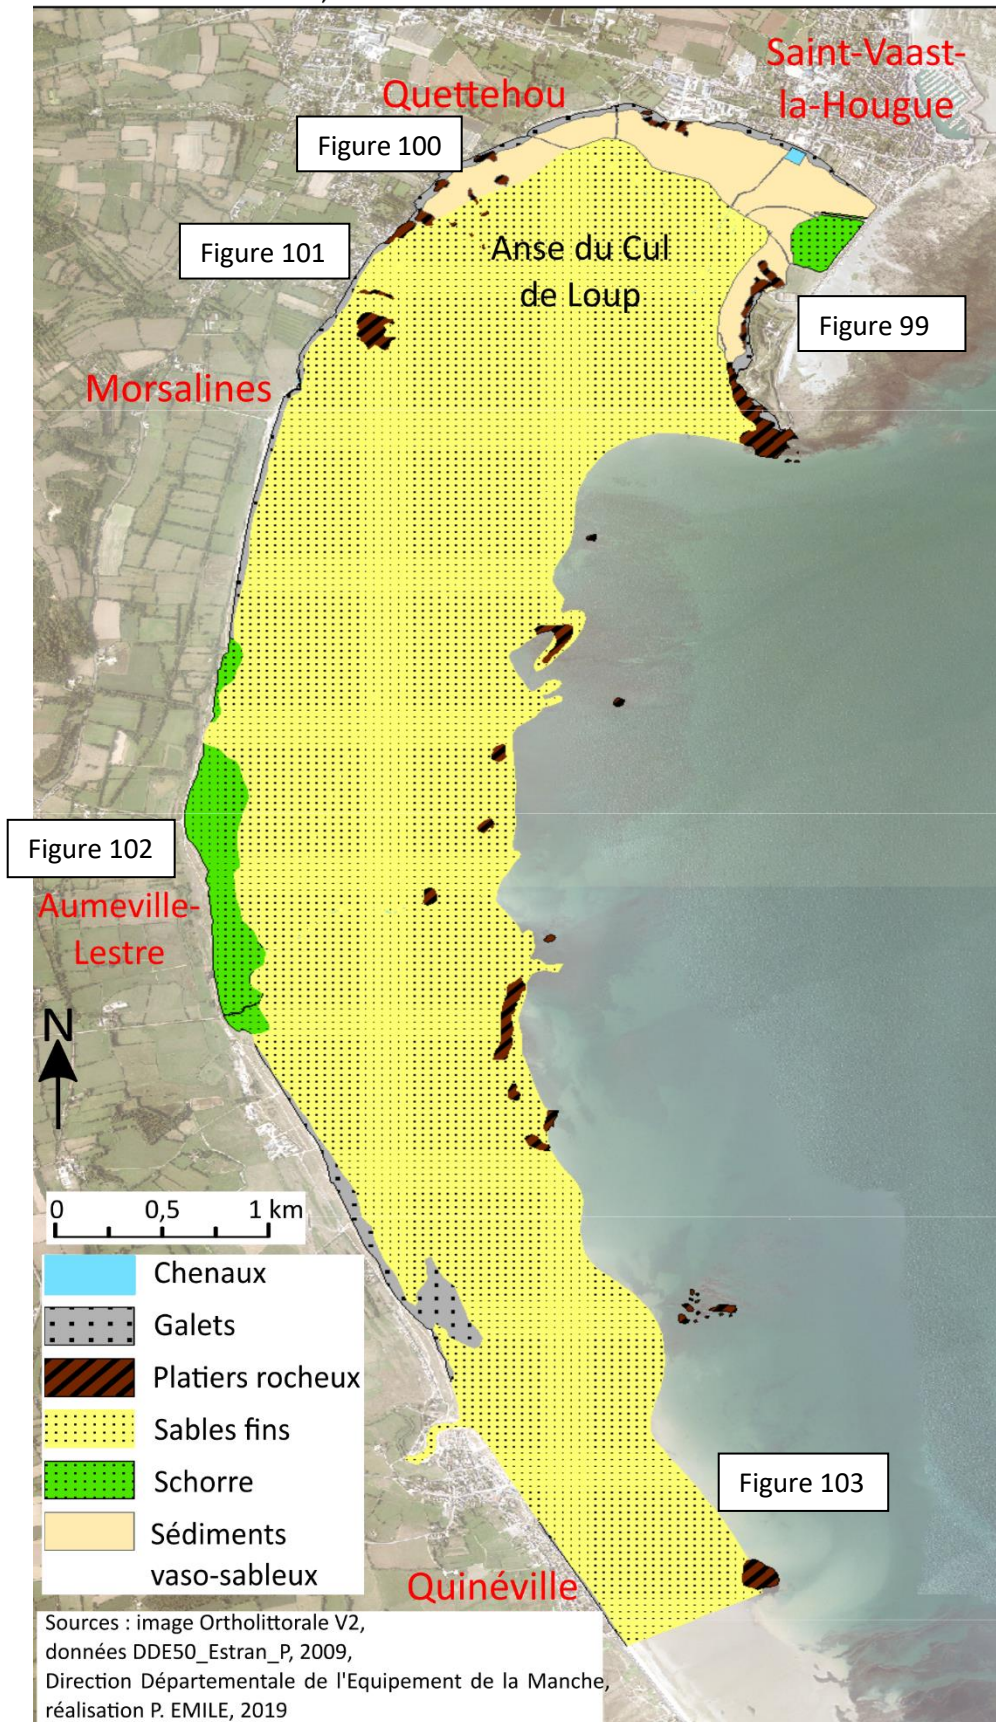 Saint-Vaast-
la-Hougue
Quettehou
Figure 100
Figure 101
Anse du Cul
de Loup
Figure 99
Morsalines
Figure 102
Aumeville-
Lestre
N
0 0,5 1 km
Chenaux
Galets
Platiers rocheux
Sables fins
Schorre
Sédiments
vaso-sableux
Figure 103
Quinéville
Sources : image Ortholittorale V2,
données DDE50_Estran_P, 2009,
Direction Départementale de l'Equipement de la Manche,
réalisation P. EMILE, 2019